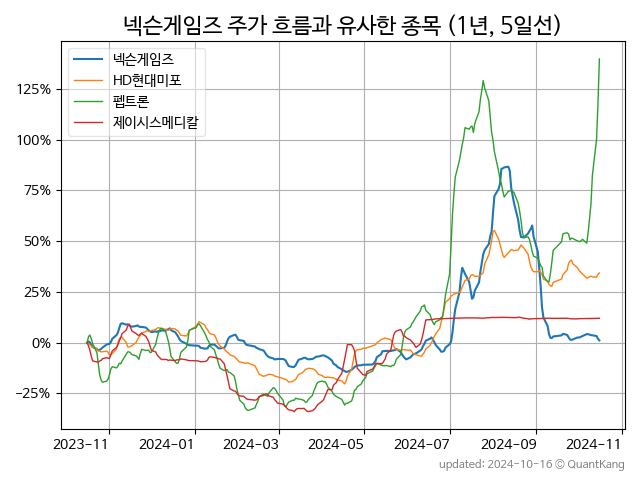 넥슨게임즈 주가 흐름과 유사한 종목 (1년, 5일선)
넥슨게임즈
HD현대미포
펩트론
제이시스메디칼
125%
100%
75%
50%
25%
0%
−25%
2023-11 2024-01 2024-03 2024-05 2024-07 2024-09 2024-11
updated: 2024-10-16 © QuantKang